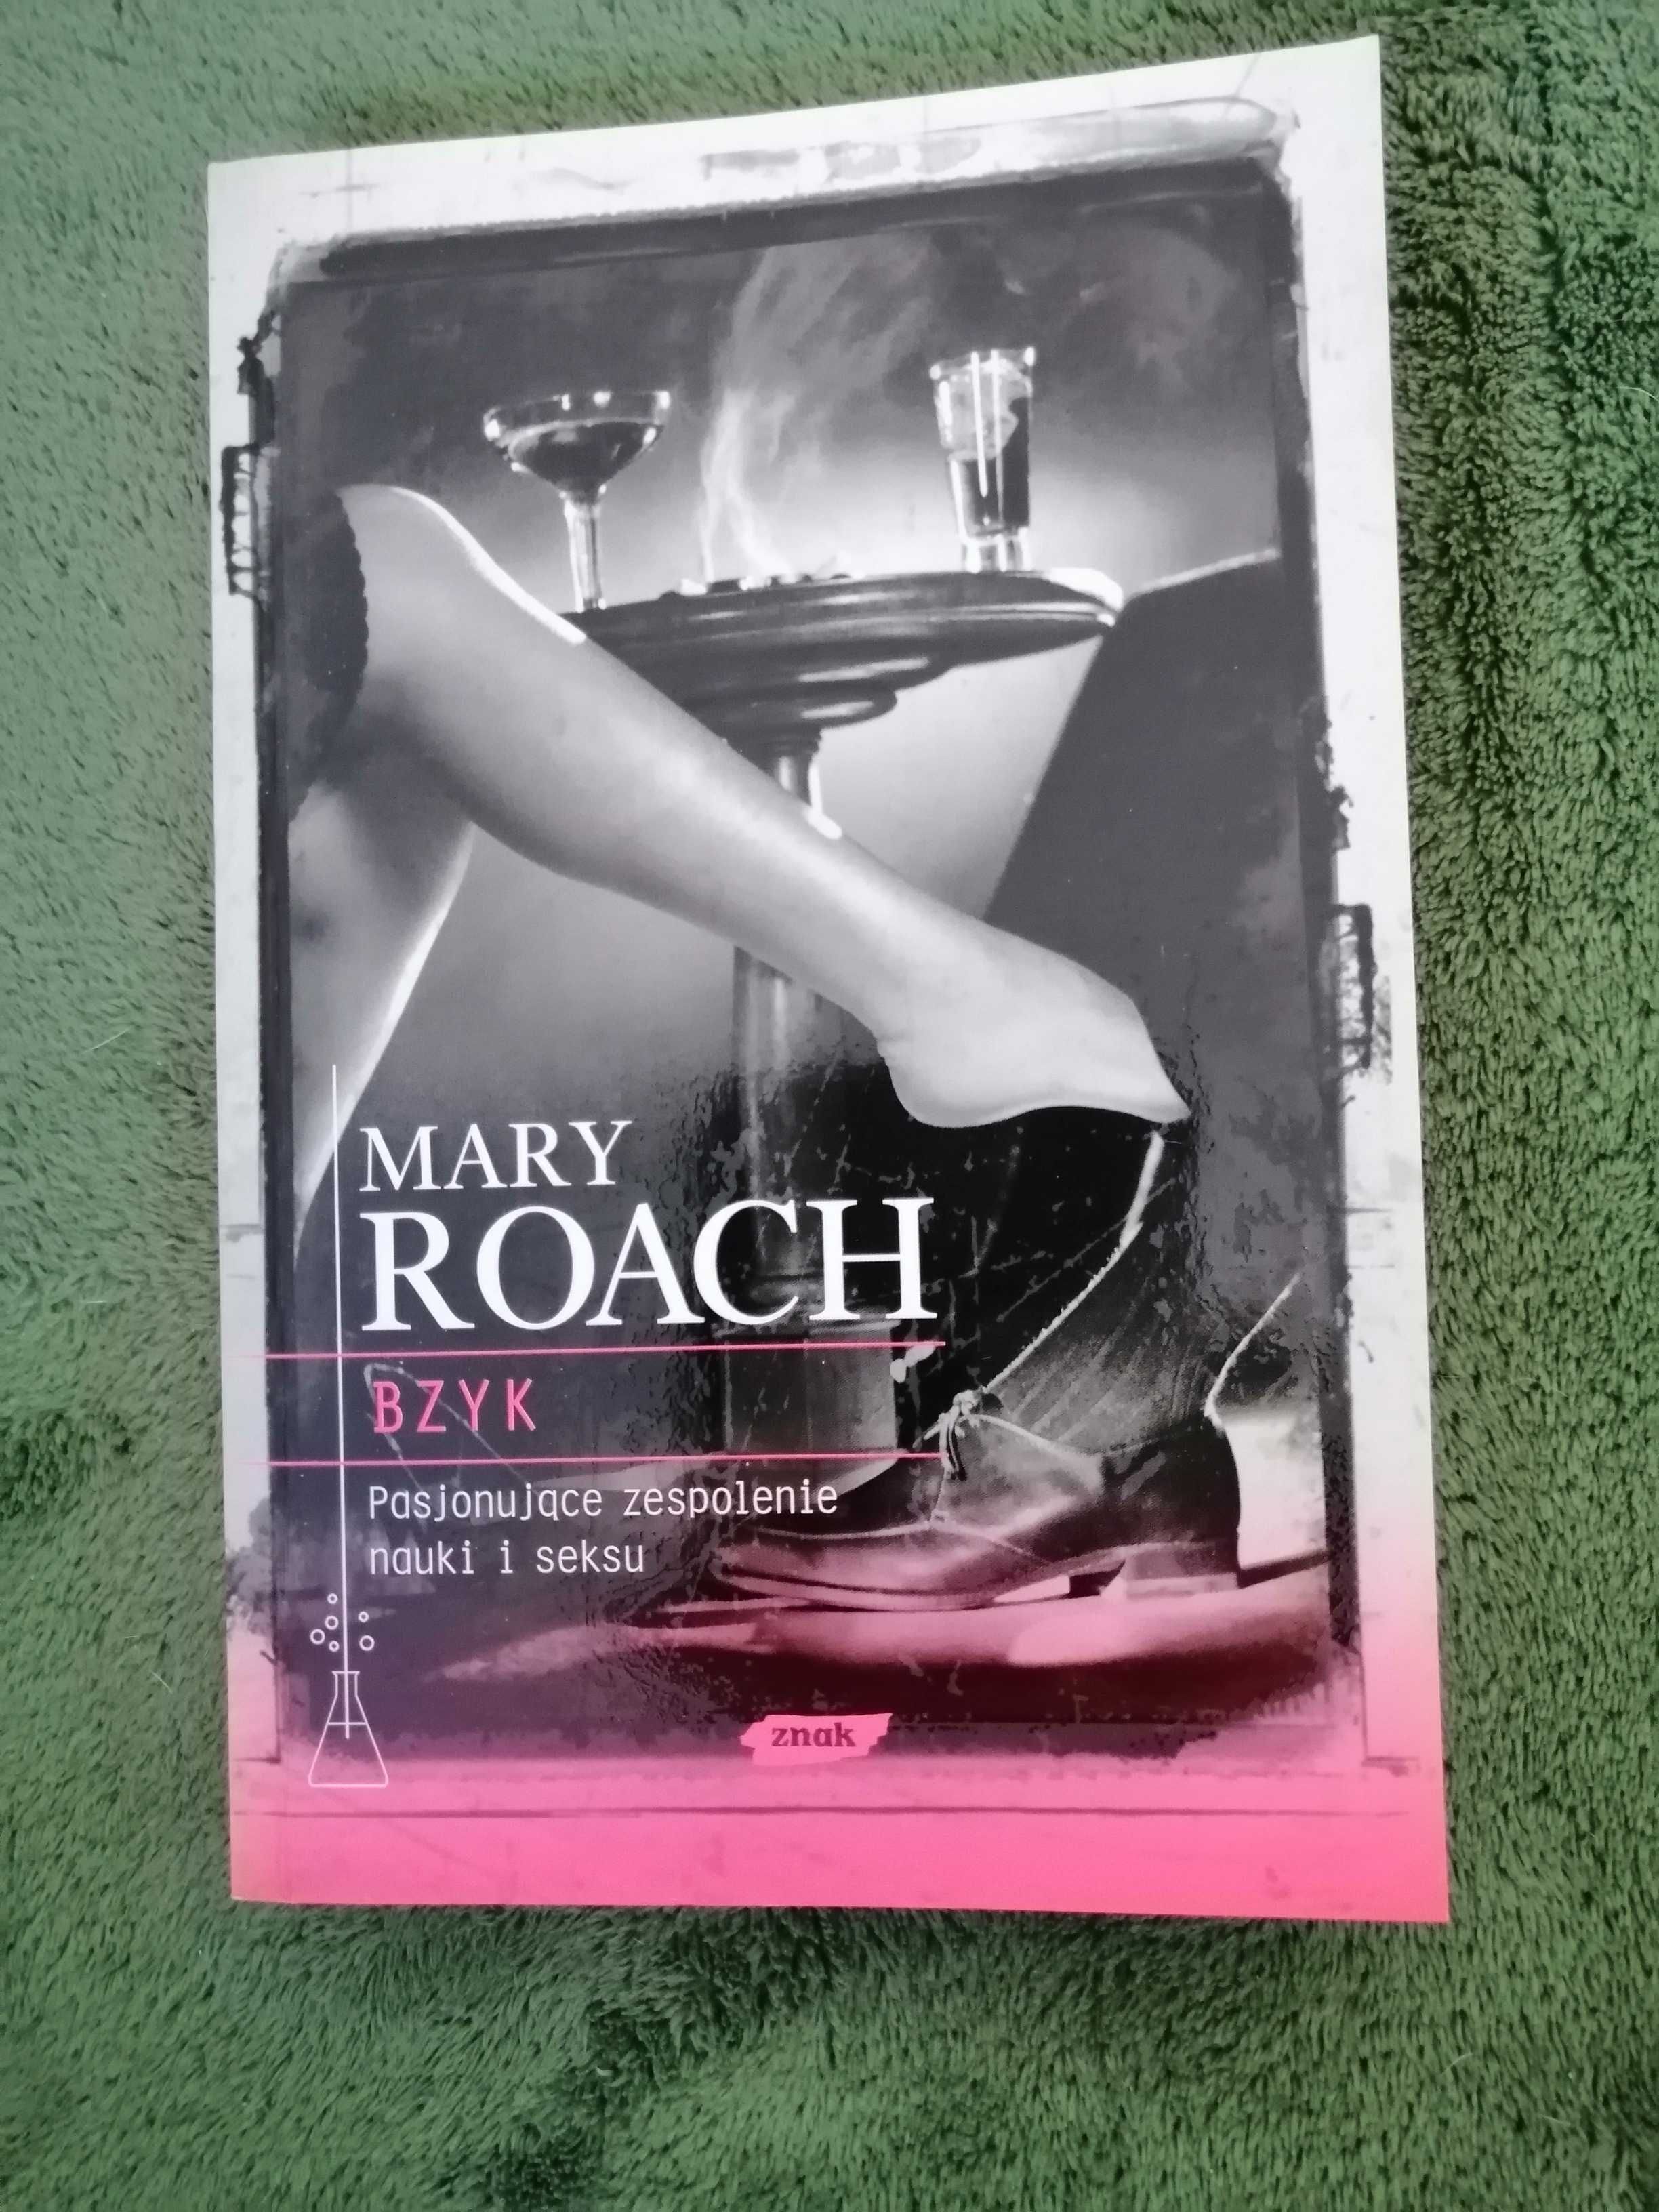 MARY
ROACH
BZYK
Pasjonujące zespolenie
nauki i seksu
znak